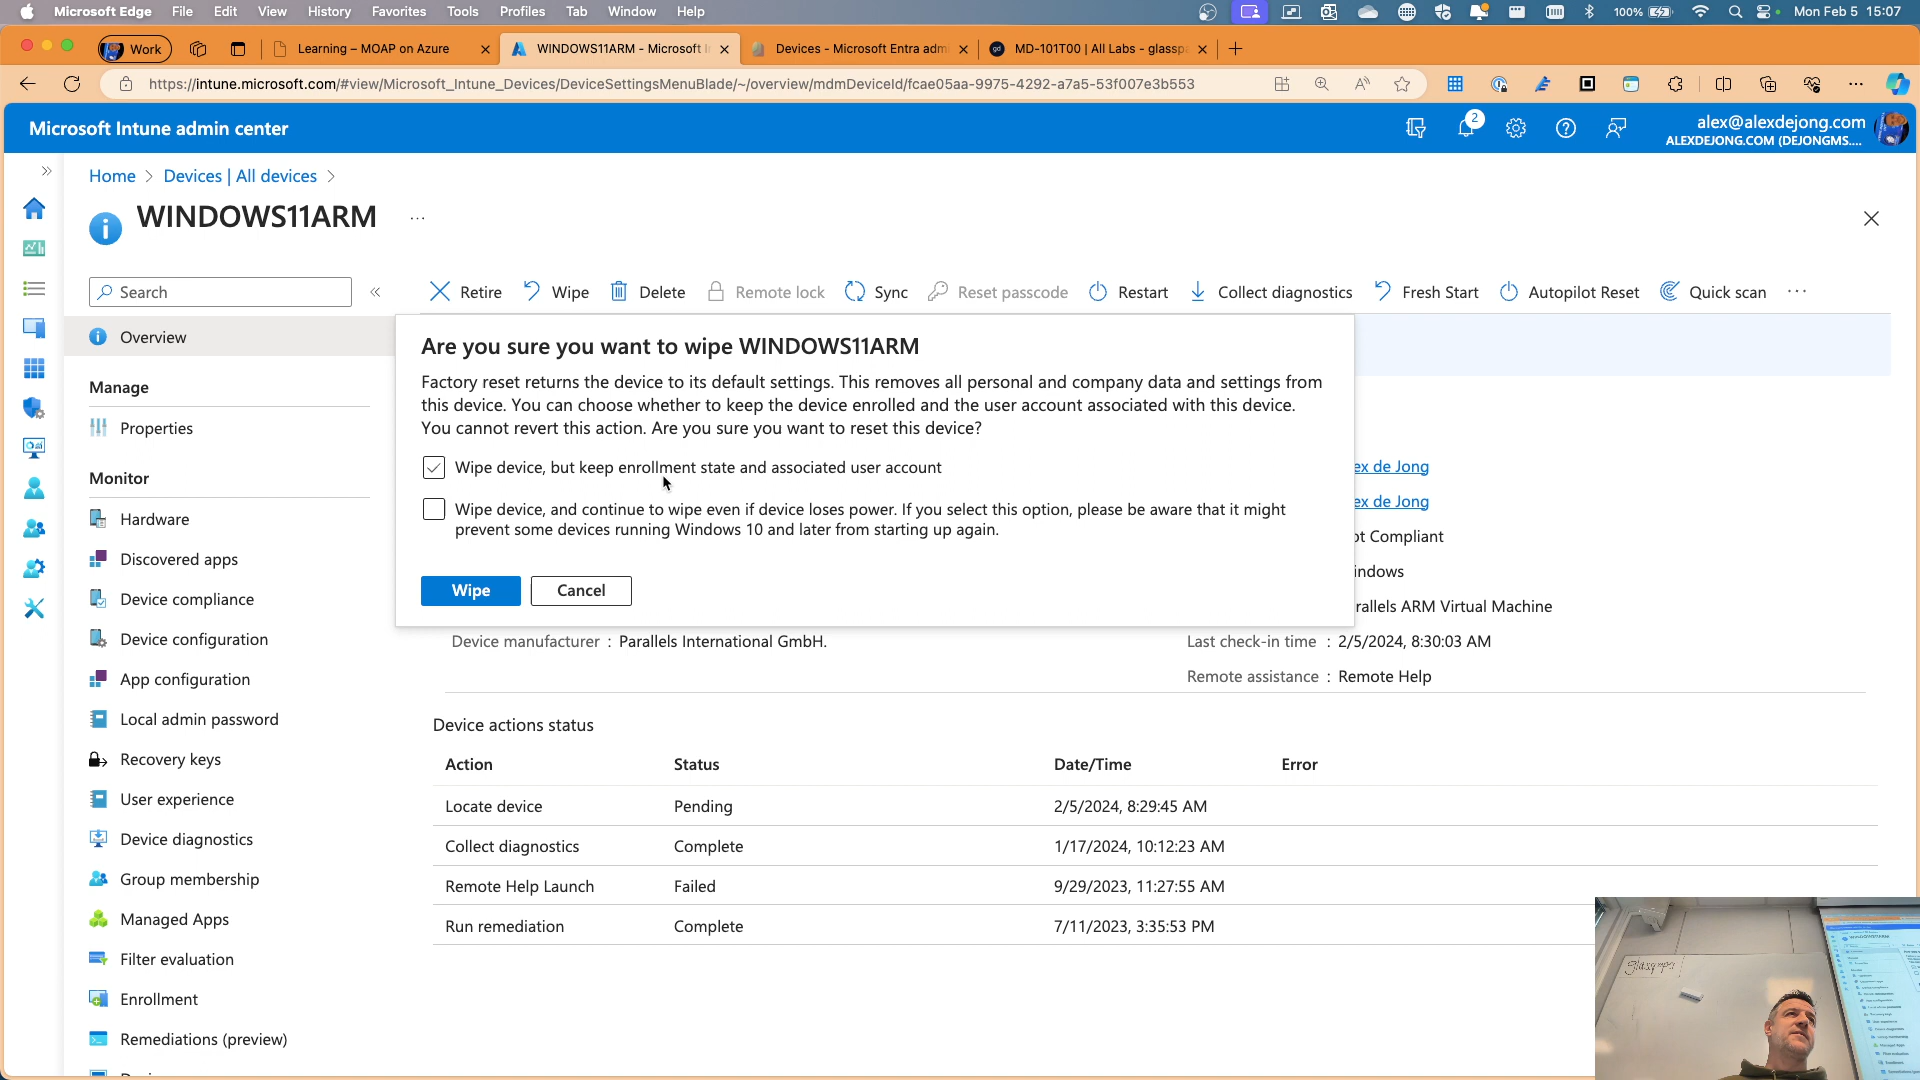 Microsoft Edge File Edit View History Favorites Tools Profiles Tab Window Help 100% Mon Feb 5 15:07
Work Learning – MOAP on Azure WINDOWS11ARM - Microsoft I Devices - Microsoft Entra adm MD-101T00 | All Labs - glassp
https://intune.microsoft.com/#view/Microsoft_Intune_Devices/DeviceSettingsMenuBlade/~/overview/mdmDeviceId/fcae05aa-9975-4292-a7a5-53f007e3b553
Microsoft Intune admin center
2
alex@alexdejong.com
ALEXDEJONG.COM (DEJONGMS....
Home > Devices | All devices >
WINDOWS11ARM ...
Search
Retire Wipe Delete Remote lock Sync Reset passcode Restart Collect diagnostics Fresh Start Autopilot Reset Quick scan ...
Overview
Manage
Properties
Monitor
Hardware
Discovered apps
Device compliance
Device configuration
App configuration
Local admin password
Recovery keys
User experience
Device diagnostics
Group membership
Managed Apps
Filter evaluation
Enrollment
Remediations (preview)
Are you sure you want to wipe WINDOWS11ARM
Factory reset returns the device to its default settings. This removes all personal and company data and settings from
this device. You can choose whether to keep the device enrolled and the user account associated with this device.
You cannot revert this action. Are you sure you want to reset this device?
Wipe device, but keep enrollment state and associated user account
Wipe device, and continue to wipe even if device loses power. If you select this option, please be aware that it might
prevent some devices running Windows 10 and later from starting up again.
Wipe Cancel
ex de Jong
ex de Jong
ot Compliant
indows
rallels ARM Virtual Machine
Device manufacturer : Parallels International GmbH.
Last check-in time : 2/5/2024, 8:30:03 AM
Remote assistance : Remote Help
Device actions status
Action Status Date/Time Error
Locate device Pending 2/5/2024, 8:29:45 AM
Collect diagnostics Complete 1/17/2024, 10:12:23 AM
Remote Help Launch Failed 9/29/2023, 11:27:55 AM
Run remediation Complete 7/11/2023, 3:35:53 PM